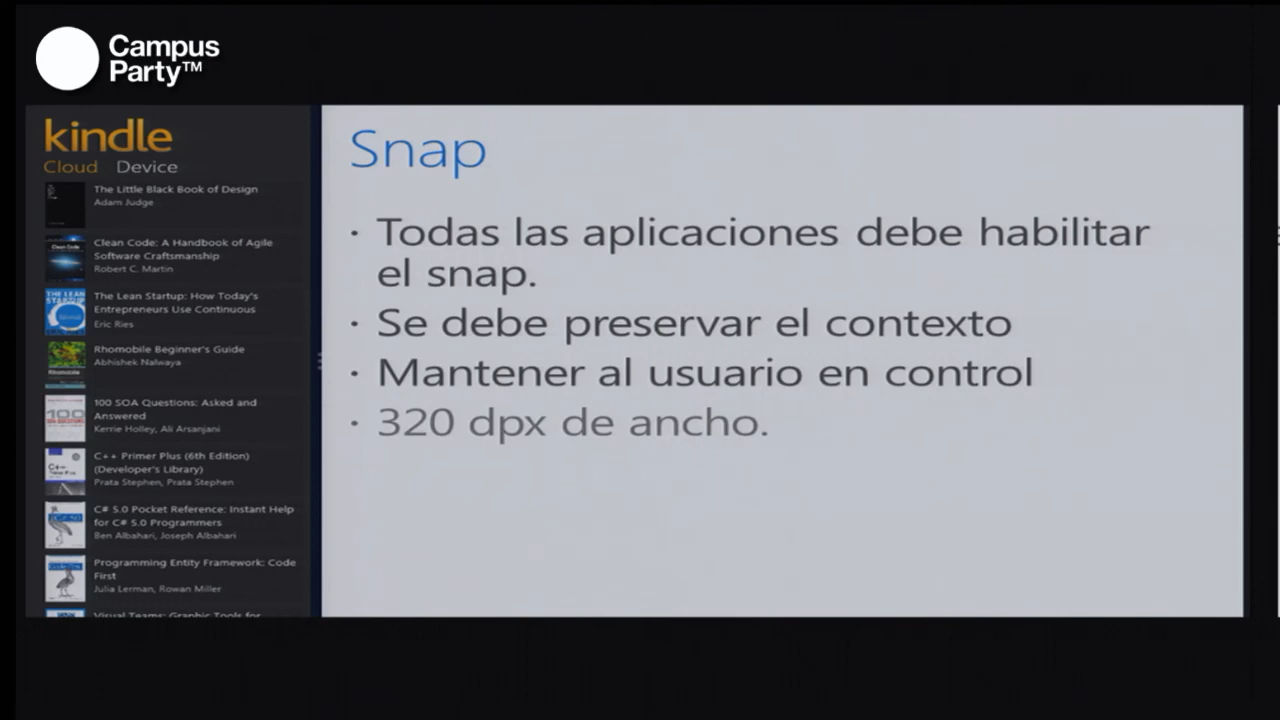 Campus
Party™
kindle
Cloud Device
The Little Black Book of Design
Adam Judge
Clean Code: A Handbook of Agile
Software Craftsmanship
Robert C. Martin
The Lean Startup: How Today's
Entrepreneurs Use Continuous
Eric Ries
Rhomobile Beginner's Guide
Abhishek Nalwaya
100 SOA Questions: Asked and
Answered
Kerrie Holley, Ali Arsanjani
C++ Primer Plus (6th Edition)
(Developer's Library)
Prata Stephen, Prata Stephen
C# 5.0 Pocket Reference: Instant Help
for C# 5.0 Programmers
Ben Albahari, Joseph Albahari
Programming Entity Framework: Code
First
Julia Lerman, Rowan Miller
Visual Teams: Graphic Tools for
Snap
· Todas las aplicaciones debe habilitar
el snap.
· Se debe preservar el contexto
· Mantener al usuario en control
· 320 dpx de ancho.